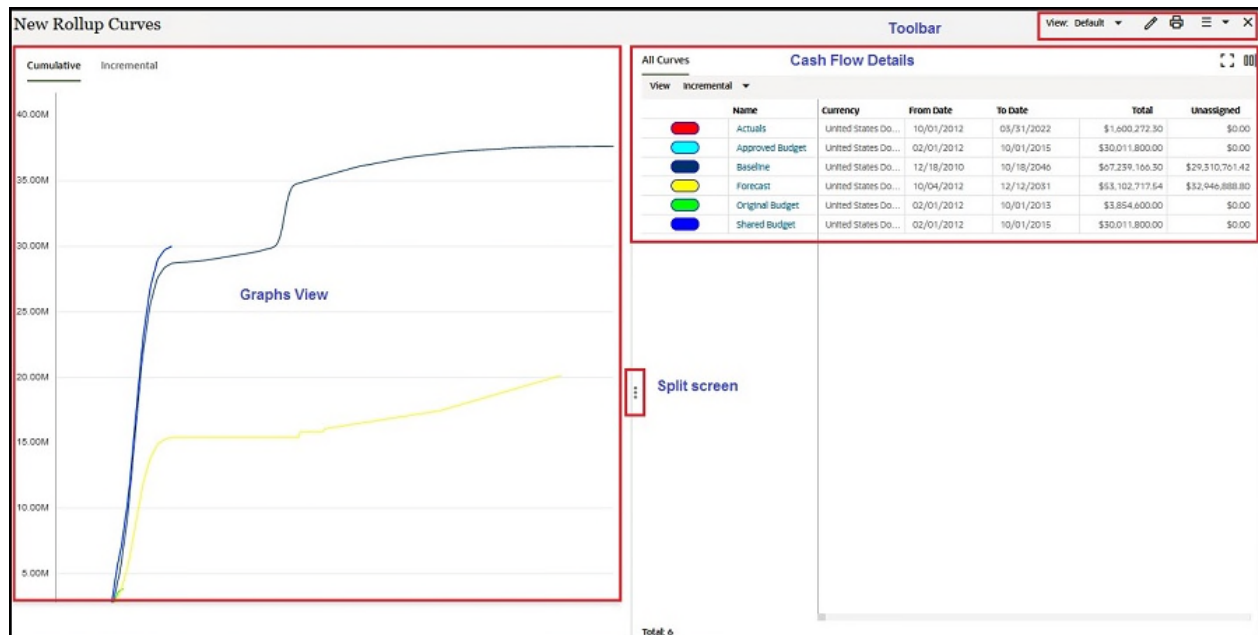 New Rollup Curves
Toolbar
View: Default
Cumulative Incremental
40.00M
35.00M
30.00M
25.00M
20.00M
15.00M
10.00M
5.00M
Graphs View
Split screen
All Curves
Cash Flow Details
View Incremental
Name Currency From Date To Date Total Unassigned
Actuals United States Do... 10/01/2012 03/31/2022 $1,600,272.30 $0.00
Approved Budget United States Do... 02/01/2012 10/01/2015 $30,011,800.00 $0.00
Baseline United States Do... 12/18/2010 10/18/2046 $67,239,166.30 $29,310,761.42
Forecast United States Do... 10/04/2012 12/12/2031 $53,102,717.54 $32,946,888.80
Original Budget United States Do... 02/01/2012 10/01/2013 $3,854,600.00 $0.00
Shared Budget United States Do... 02/01/2012 10/01/2015 $30,011,800.00 $0.00
Total: 6